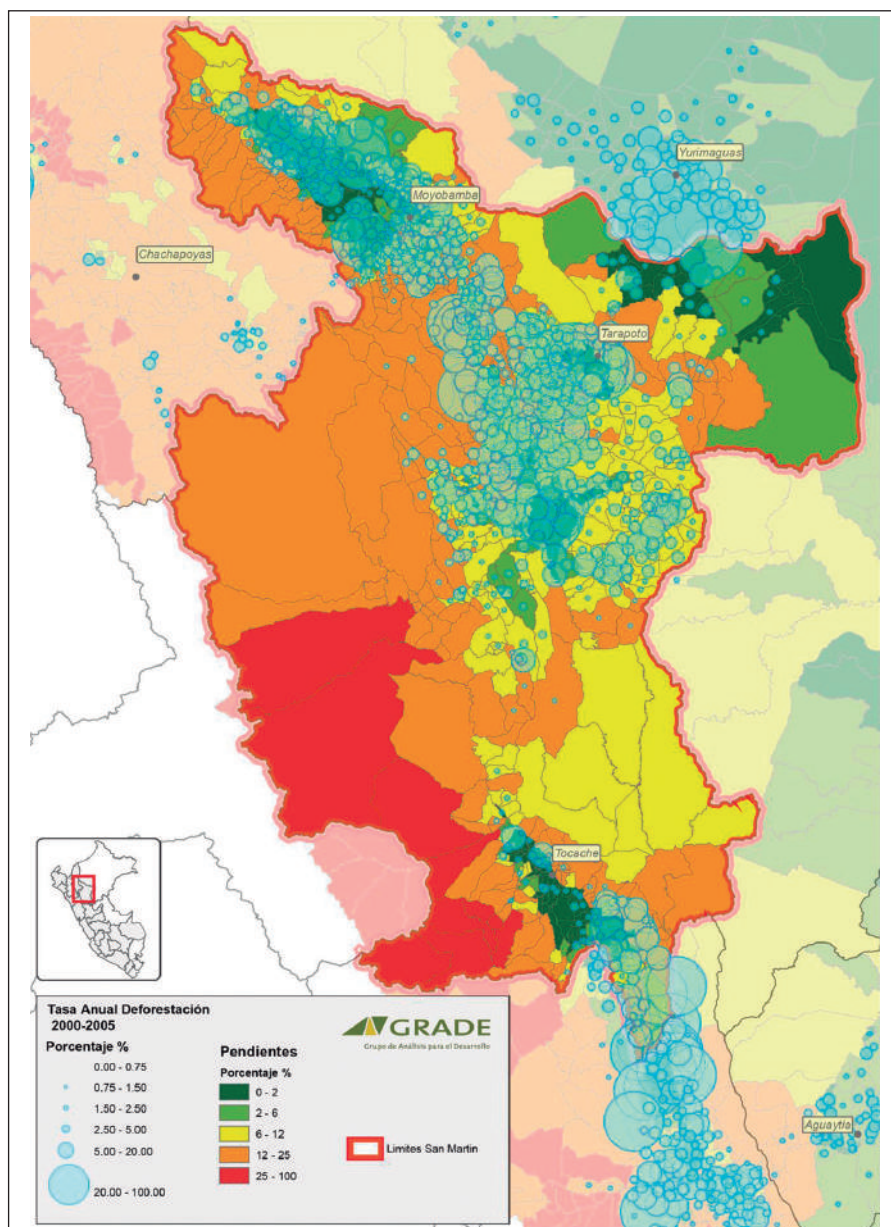 Yurimaguas
Moyobamba
Chachapoyas
Tarapoto
Tocache
Aguaytía
Tasa Anual Deforestación
2000-2005
Porcentaje %
0.00 - 0.75
0.75 - 1.50
1.50 - 2.50
2.50 - 5.00
5.00 - 20.00
20.00 - 100.00
GRADE
Grupo de Análisis para el Desarrollo
Pendientes
Porcentaje %
0 - 2
2 - 6
6 - 12
12 - 25
25 - 100
Limites San Martin